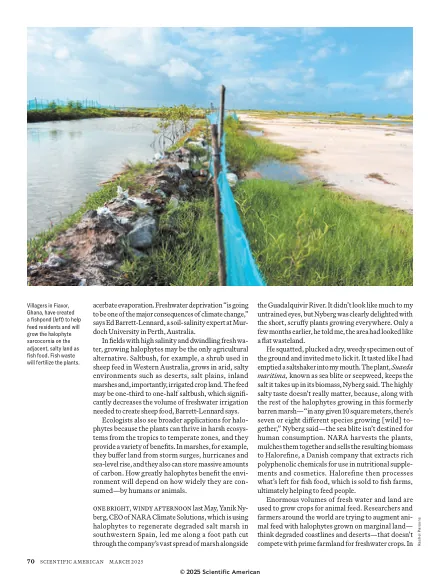 Villagers in Fiavor,
Ghana, have created
a fishpond (left) to help
feed residents and will
grow the halophyte
sarcocornia on the
adjacent, salty land as
fish food. Fish waste
will fertilize the plants.
acerbate evaporation. Freshwater deprivation “is going
to be one of the major consequences of climate change,”
says Ed Barrett-Lennard, a soil-salinity expert at Mur-
doch University in Perth, Australia.
In fields with high salinity and dwindling fresh wa-
ter, growing halophytes may be the only agricultural
alternative. Saltbush, for example, a shrub used in
sheep feed in Western Australia, grows in arid, salty
environments such as deserts, salt plains, inland
marshes and, importantly, irrigated crop land. The feed
may be one-third to one-half saltbush, which signifi-
cantly decreases the volume of freshwater irrigation
needed to create sheep food, Barrett-Lennard says.
Ecologists also see broader applications for halo-
phytes because the plants can thrive in harsh ecosys-
tems from the tropics to temperate zones, and they
provide a variety of benefits. In marshes, for example,
they buffer land from storm surges, hurricanes and
sea-level rise, and they also can store massive amounts
of carbon. How greatly halophytes benefit the envi-
ronment will depend on how widely they are con-
sumed—by humans or animals.
ONE BRIGHT, WINDY AFTERNOON last May, Yanik Ny-
berg, CEO of NARA Climate Solutions, which is using
halophytes to regenerate degraded salt marsh in
southwestern Spain, led me along a foot path cut
through the company’s vast spread of marsh alongside
the Guadalquivir River. It didn’t look like much to my
untrained eyes, but Nyberg was clearly delighted with
the short, scruffy plants growing everywhere. Only a
few months earlier, he told me, the area had looked like
a flat wasteland.
He squatted, plucked a dry, weedy specimen out of
the ground and invited me to lick it. It tasted like I had
emptied a saltshaker into my mouth. The plant, Suaeda
maritima, known as sea blite or seepweed, keeps the
salt it takes up in its biomass, Nyberg said. The highly
salty taste doesn’t really matter, because, along with
the rest of the halophytes growing in this formerly
barren marsh—“in any given 10 square meters, there’s
seven or eight different species growing [wild] to-
gether,” Nyberg said—the sea blite isn’t destined for
human consumption. NARA harvests the plants,
mulches them together and sells the resulting biomass
to Halorefine, a Danish company that extracts rich
polyphenolic chemicals for use in nutritional supple-
ments and cosmetics. Halorefine then processes
what’s left for fish food, which is sold to fish farms,
ultimately helping to feed people.
Enormous volumes of fresh water and land are
used to grow crops for animal feed. Researchers and
farmers around the world are trying to augment ani-
mal feed with halophytes grown on marginal land—
think degraded coastlines and deserts—that doesn’t
compete with prime farmland for freshwater crops. In
70 SCIENTIFIC AMERICAN MARCH 2025
© 2025 Scientific American